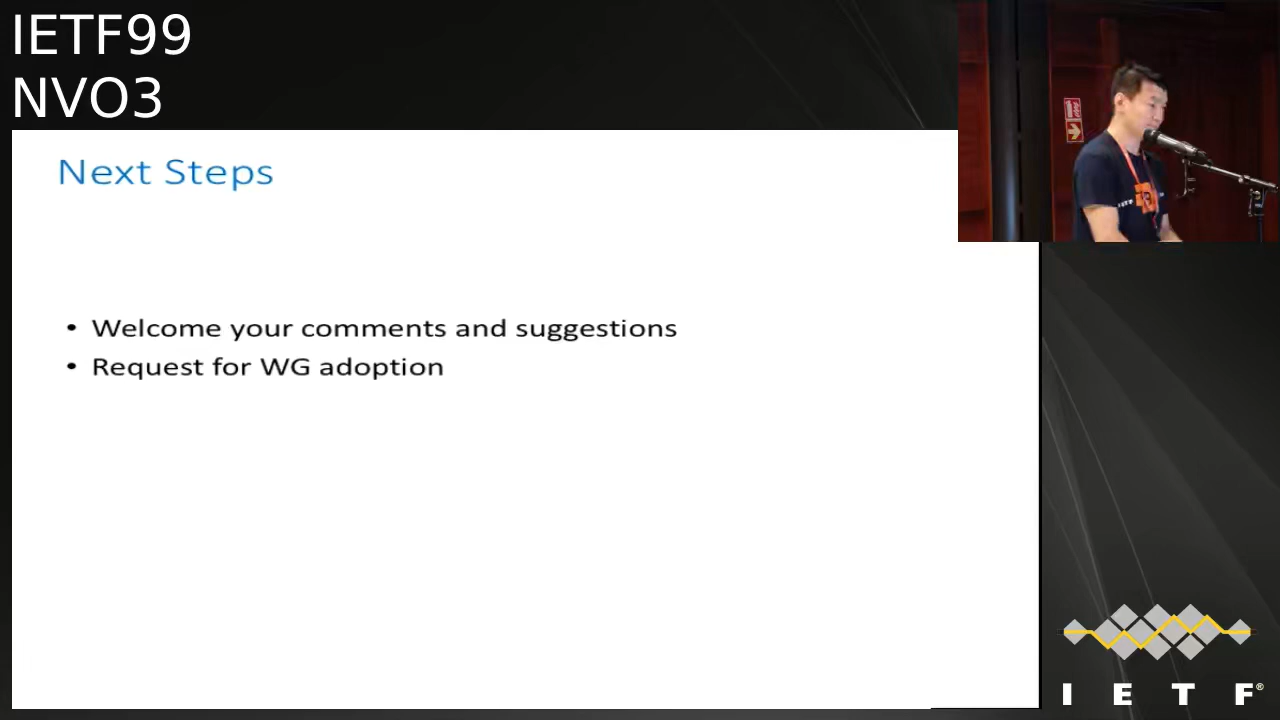 IETF99
NVO3
Next Steps
• Welcome your comments and suggestions
• Request for WG adoption
I E T F®